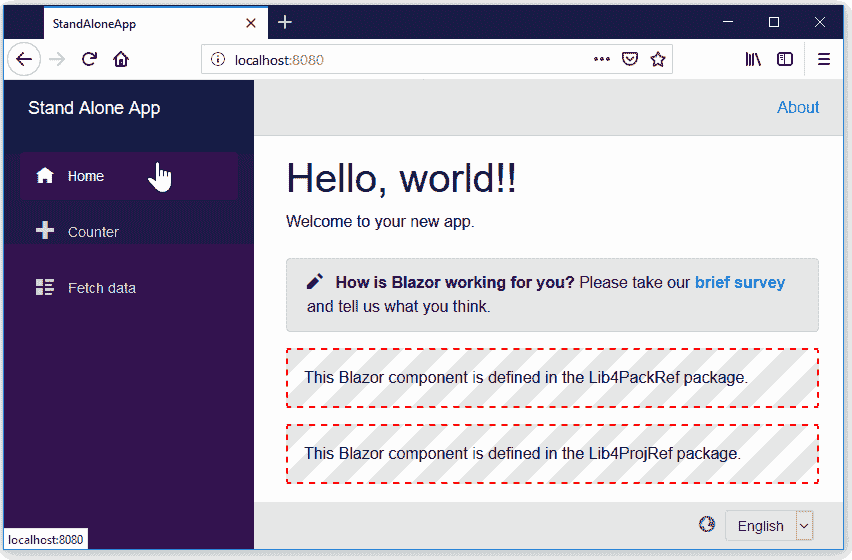 StandAloneApp
localhost:8080
Stand Alone App
About
Home
Counter
Fetch data
Hello, world!!
Welcome to your new app.
How is Blazor working for you? Please take our brief survey
and tell us what you think.
This Blazor component is defined in the Lib4PackRef package.
This Blazor component is defined in the Lib4ProjRef package.
English
localhost:8080